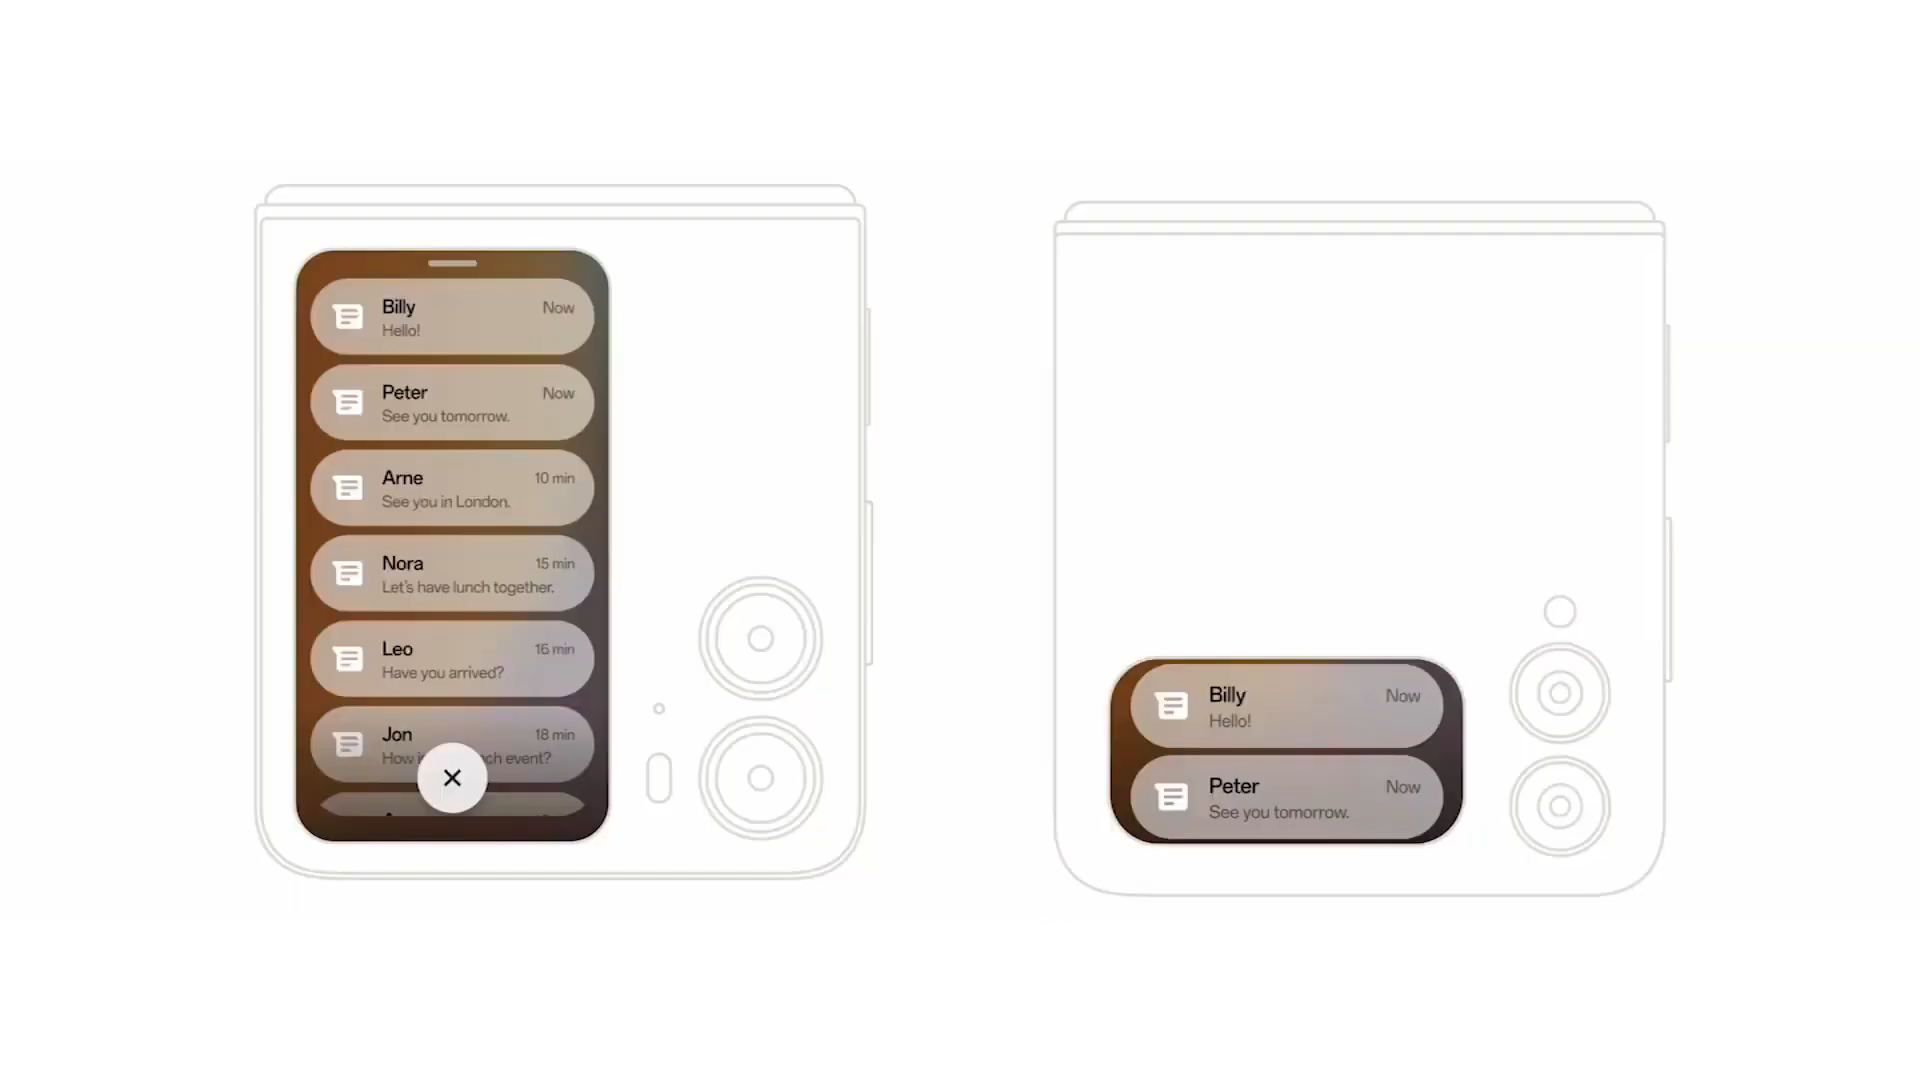 Billy Now
Hello!
Peter Now
See you tomorrow.
Arne 10 min
See you in London.
Nora 15 min
Let's have lunch together.
Leo 16 min
Have you arrived?
Jon 18 min
How event?
Billy Now
Hello!
Peter Now
See you tomorrow.